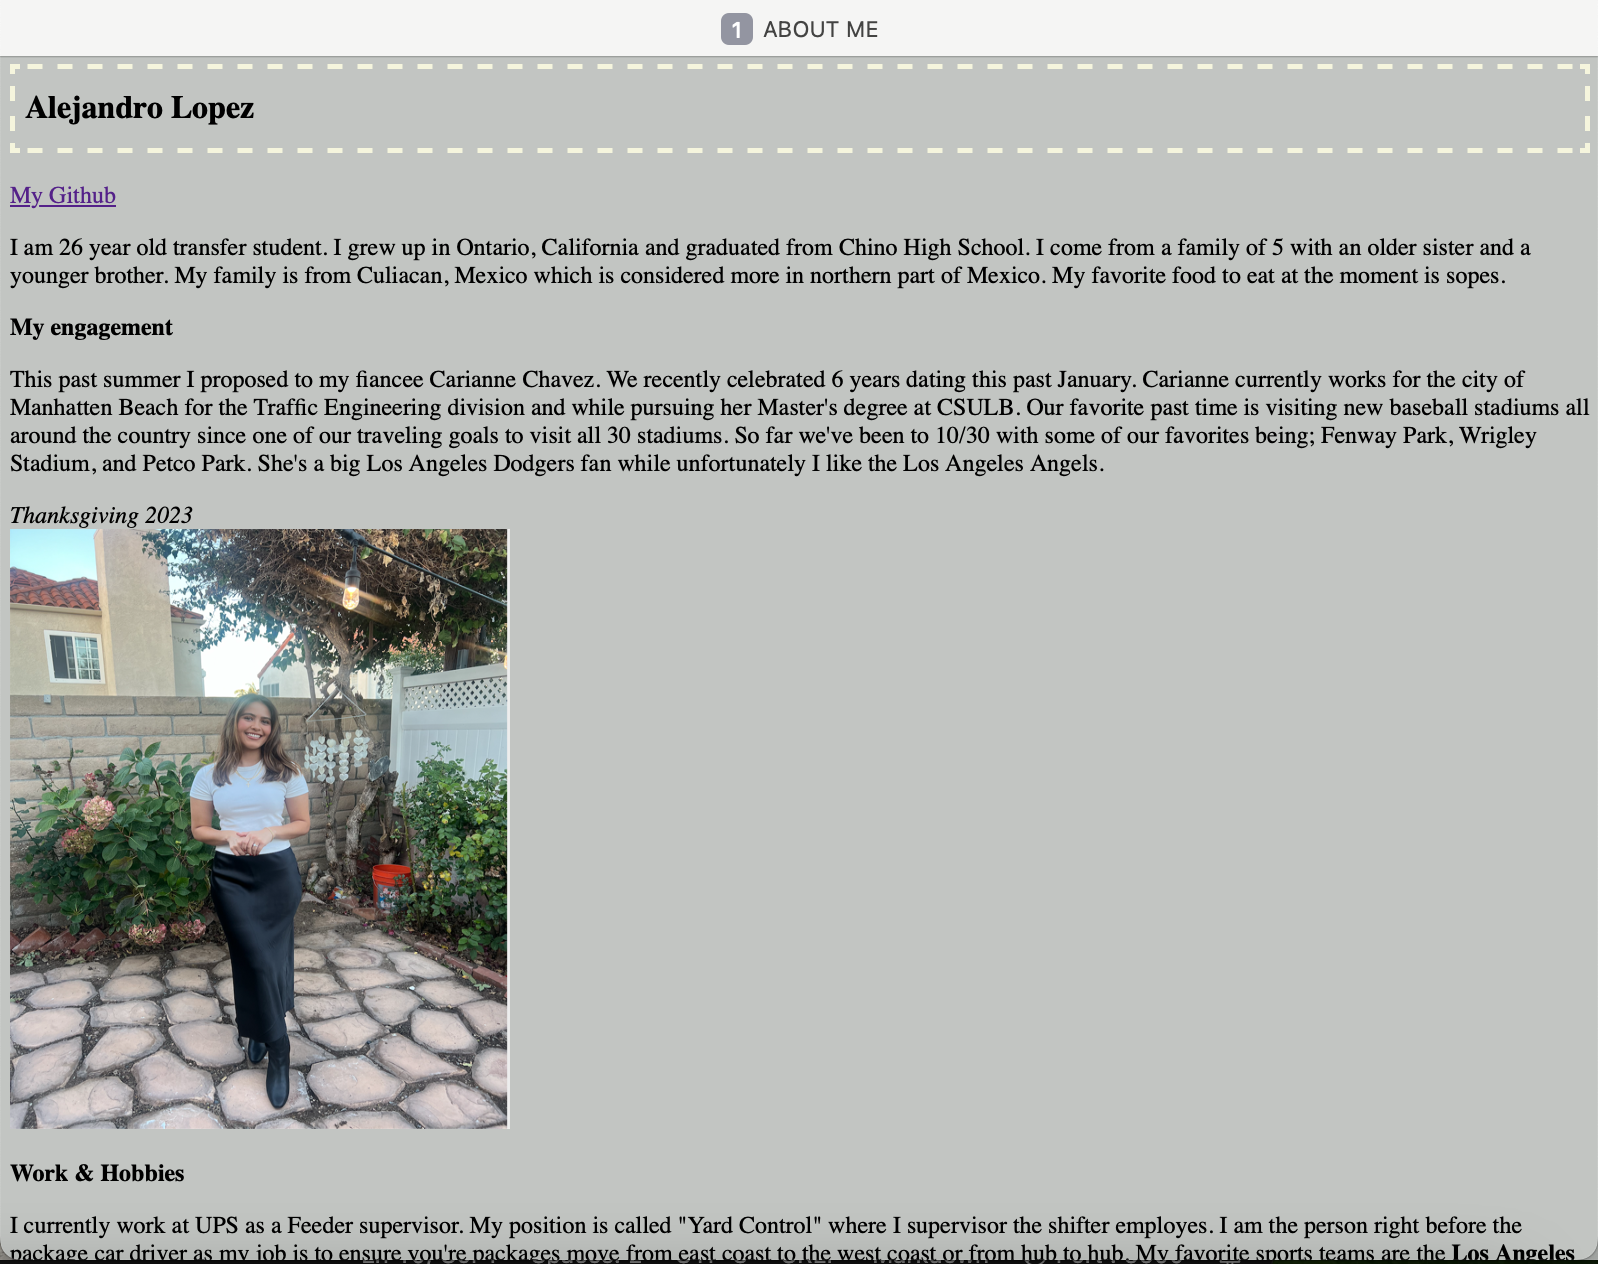 1 ABOUT ME
Alejandro Lopez
My Github
I am 26 year old transfer student. I grew up in Ontario, California and graduated from Chino High School. I come from a family of 5 with an older sister and a
younger brother. My family is from Culiacan, Mexico which is considered more in northern part of Mexico. My favorite food to eat at the moment is sopes.
My engagement
This past summer I proposed to my fiancee Carianne Chavez. We recently celebrated 6 years dating this past January. Carianne currently works for the city of
Manhatten Beach for the Traffic Engineering division and while pursuing her Master's degree at CSULB. Our favorite past time is visiting new baseball stadiums all
around the country since one of our traveling goals to visit all 30 stadiums. So far we've been to 10/30 with some of our favorites being; Fenway Park, Wrigley
Stadium, and Petco Park. She's a big Los Angeles Dodgers fan while unfortunately I like the Los Angeles Angels.
Thanksgiving 2023
Work & Hobbies
I currently work at UPS as a Feeder supervisor. My position is called "Yard Control" where I supervisor the shifter employes. I am the person right before the
package car driver as my job is to ensure you're packages move from east coast to the west coast or from hub to hub. My favorite sports teams are the Los Angeles